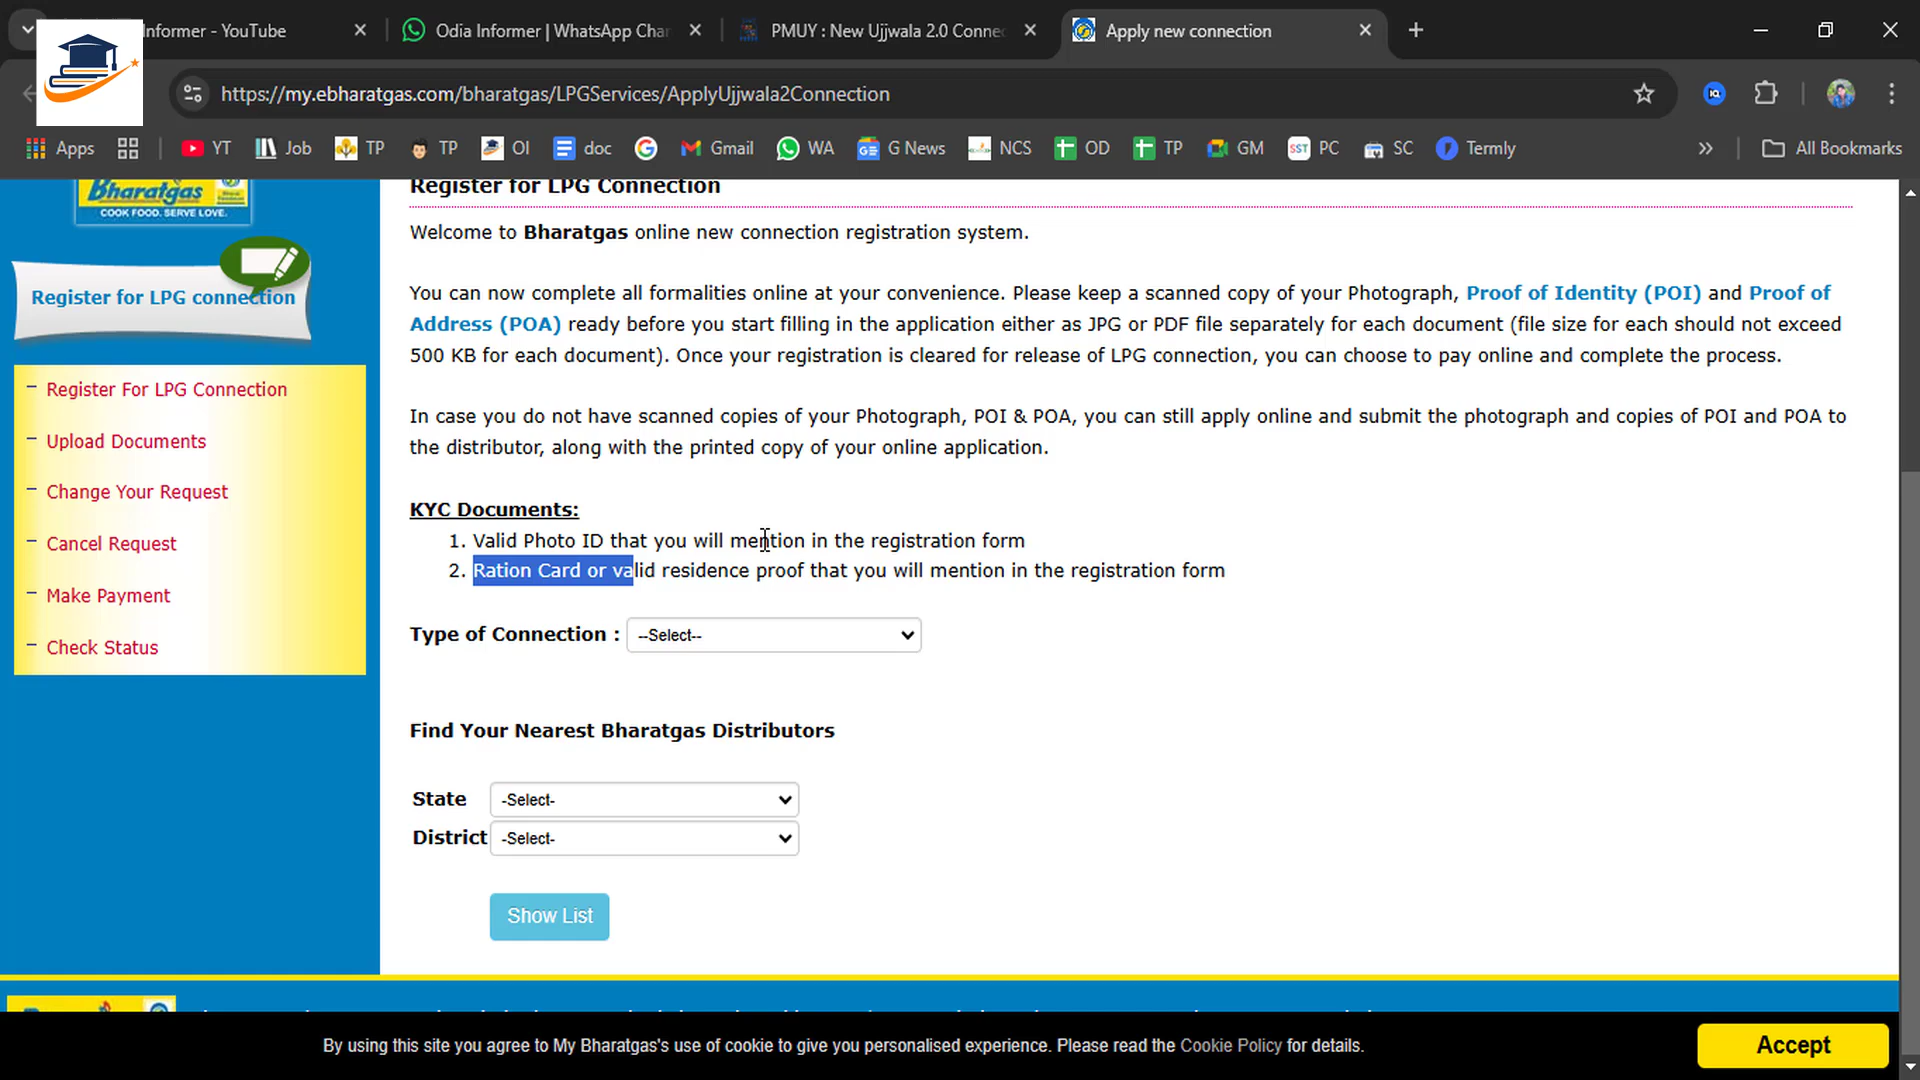 Informer - YouTube
Odia Informer | WhatsApp Cha
PMUY : New Ujjwala 2.0 Connec
Apply new connection
https://my.ebharatgas.com/bharatgas/LPGServices/ApplyUjjwala2Connection
Apps YT Job TP TP OI doc Gmail WA G News NCS OD TP GM SST PC SC Termly » All Bookmarks
Bharatgas
COOK FOOD. SERVE LOVE.
Register for LPG connection
Register For LPG Connection
Upload Documents
Change Your Request
Cancel Request
Make Payment
Check Status
Register for LPG Connection
Welcome to Bharatgas online new connection registration system.
You can now complete all formalities online at your convenience. Please keep a scanned copy of your Photograph, Proof of Identity (POI) and Proof of
Address (POA) ready before you start filling in the application either as JPG or PDF file separately for each document (file size for each should not exceed
500 KB for each document). Once your registration is cleared for release of LPG connection, you can choose to pay online and complete the process.
In case you do not have scanned copies of your Photograph, POI & POA, you can still apply online and submit the photograph and copies of POI and POA to
the distributor, along with the printed copy of your online application.
KYC Documents:
1. Valid Photo ID that you will mention in the registration form
2. Ration Card or valid residence proof that you will mention in the registration form
Type of Connection : --Select--
Find Your Nearest Bharatgas Distributors
State -Select-
District -Select-
Show List
By using this site you agree to My Bharatgas's use of cookie to give you personalised experience. Please read the Cookie Policy for details.
Accept